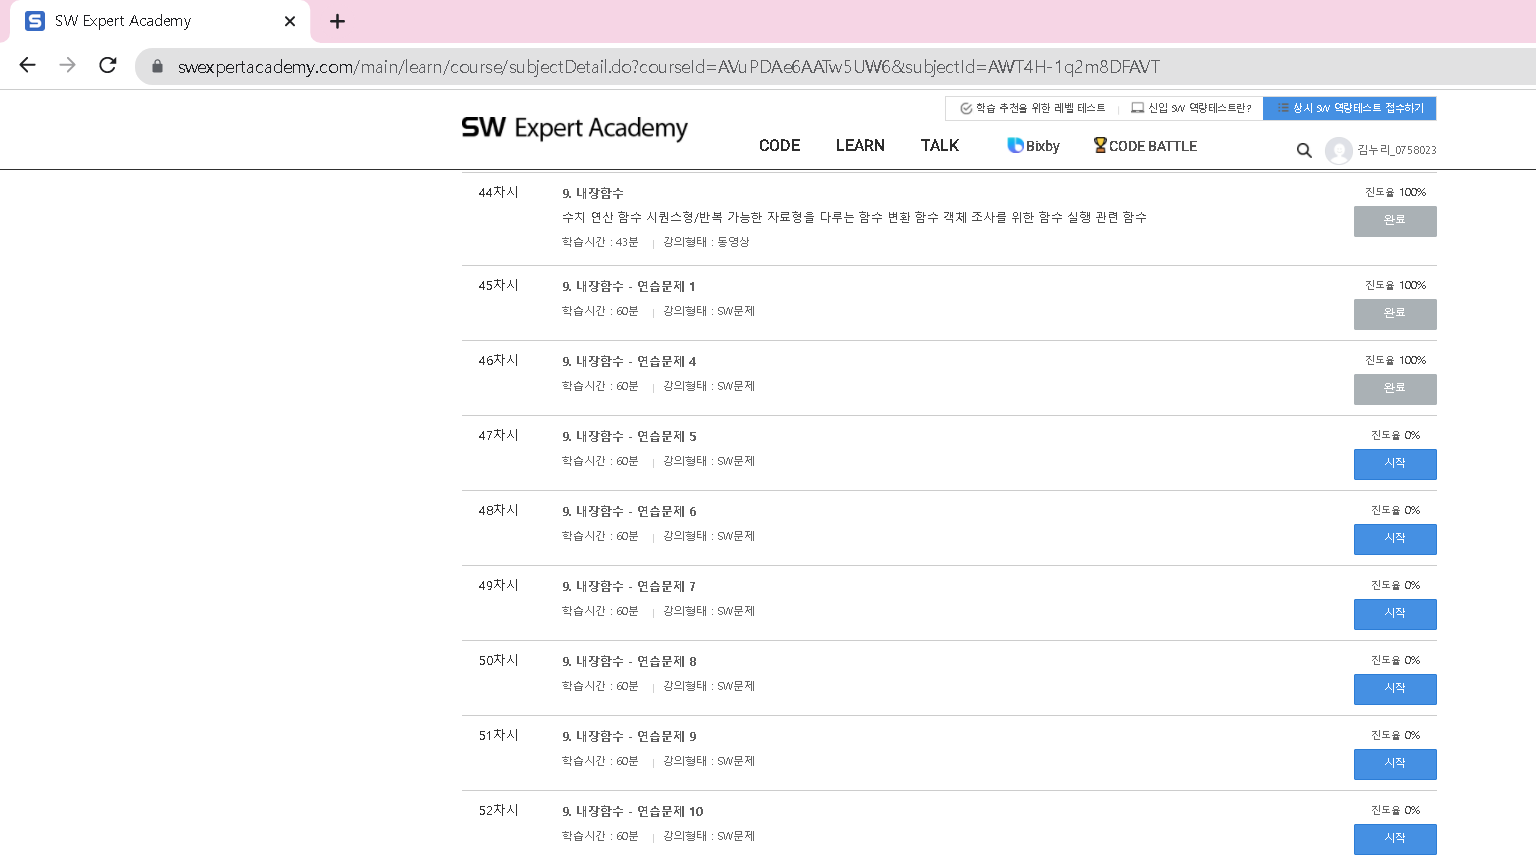 SW Expert Academy
swexpertacademy.com/main/learn/course/subjectDetail.do?courseId=AVuPDAe6AATw5UW6&subjectId=AWT4H-1q2m8DFAVT
학습 추천을 위한 레벨 테스트 신입 SW 역량테스트란? 상시 SW 역량테스트 접수하기
SW Expert Academy
CODE LEARN TALK Bixby CODE BATTLE
김누리_0758023
44차시 9. 내장함수 진도율 100%
수치 연산 함수 시퀀스형/반복 가능한 자료형을 다루는 함수 변환 함수 객체 조사를 위한 함수 실행 관련 함수 완료
학습시간 : 43분 | 강의형태 : 동영상
45차시 9. 내장함수 - 연습문제 1 진도율 100%
학습시간 : 60분 | 강의형태 : SW문제 완료
46차시 9. 내장함수 - 연습문제 4 진도율 100%
학습시간 : 60분 | 강의형태 : SW문제 완료
47차시 9. 내장함수 - 연습문제 5 진도율 0%
학습시간 : 60분 | 강의형태 : SW문제 시작
48차시 9. 내장함수 - 연습문제 6 진도율 0%
학습시간 : 60분 | 강의형태 : SW문제 시작
49차시 9. 내장함수 - 연습문제 7 진도율 0%
학습시간 : 60분 | 강의형태 : SW문제 시작
50차시 9. 내장함수 - 연습문제 8 진도율 0%
학습시간 : 60분 | 강의형태 : SW문제 시작
51차시 9. 내장함수 - 연습문제 9 진도율 0%
학습시간 : 60분 | 강의형태 : SW문제 시작
52차시 9. 내장함수 - 연습문제 10 진도율 0%
학습시간 : 60분 | 강의형태 : SW문제 시작